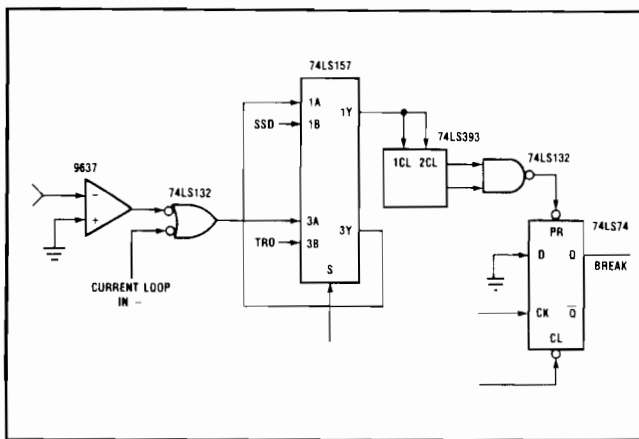 74LS157
1A
1Y
SSD
1B
74LS393
9637
1CL 2CL
74LS132
74LS132
-
+
3A
3Y
PR
74LS74
TRO
3B
D
Q
S
BREAK
CURRENT LOOP
IN -
CK
Q
CL